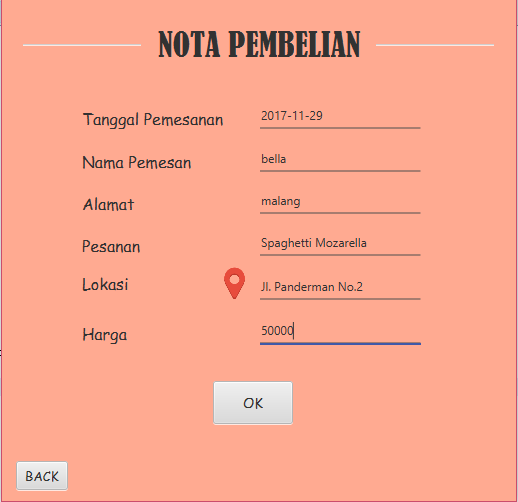 NOTA PEMBELIAN
Tanggal Pemesanan 2017-11-29
Nama Pemesan bella
Alamat malang
Pesanan Spaghetti Mozarella
Lokasi Jl. Panderman No.2
Harga 50000
OK
BACK